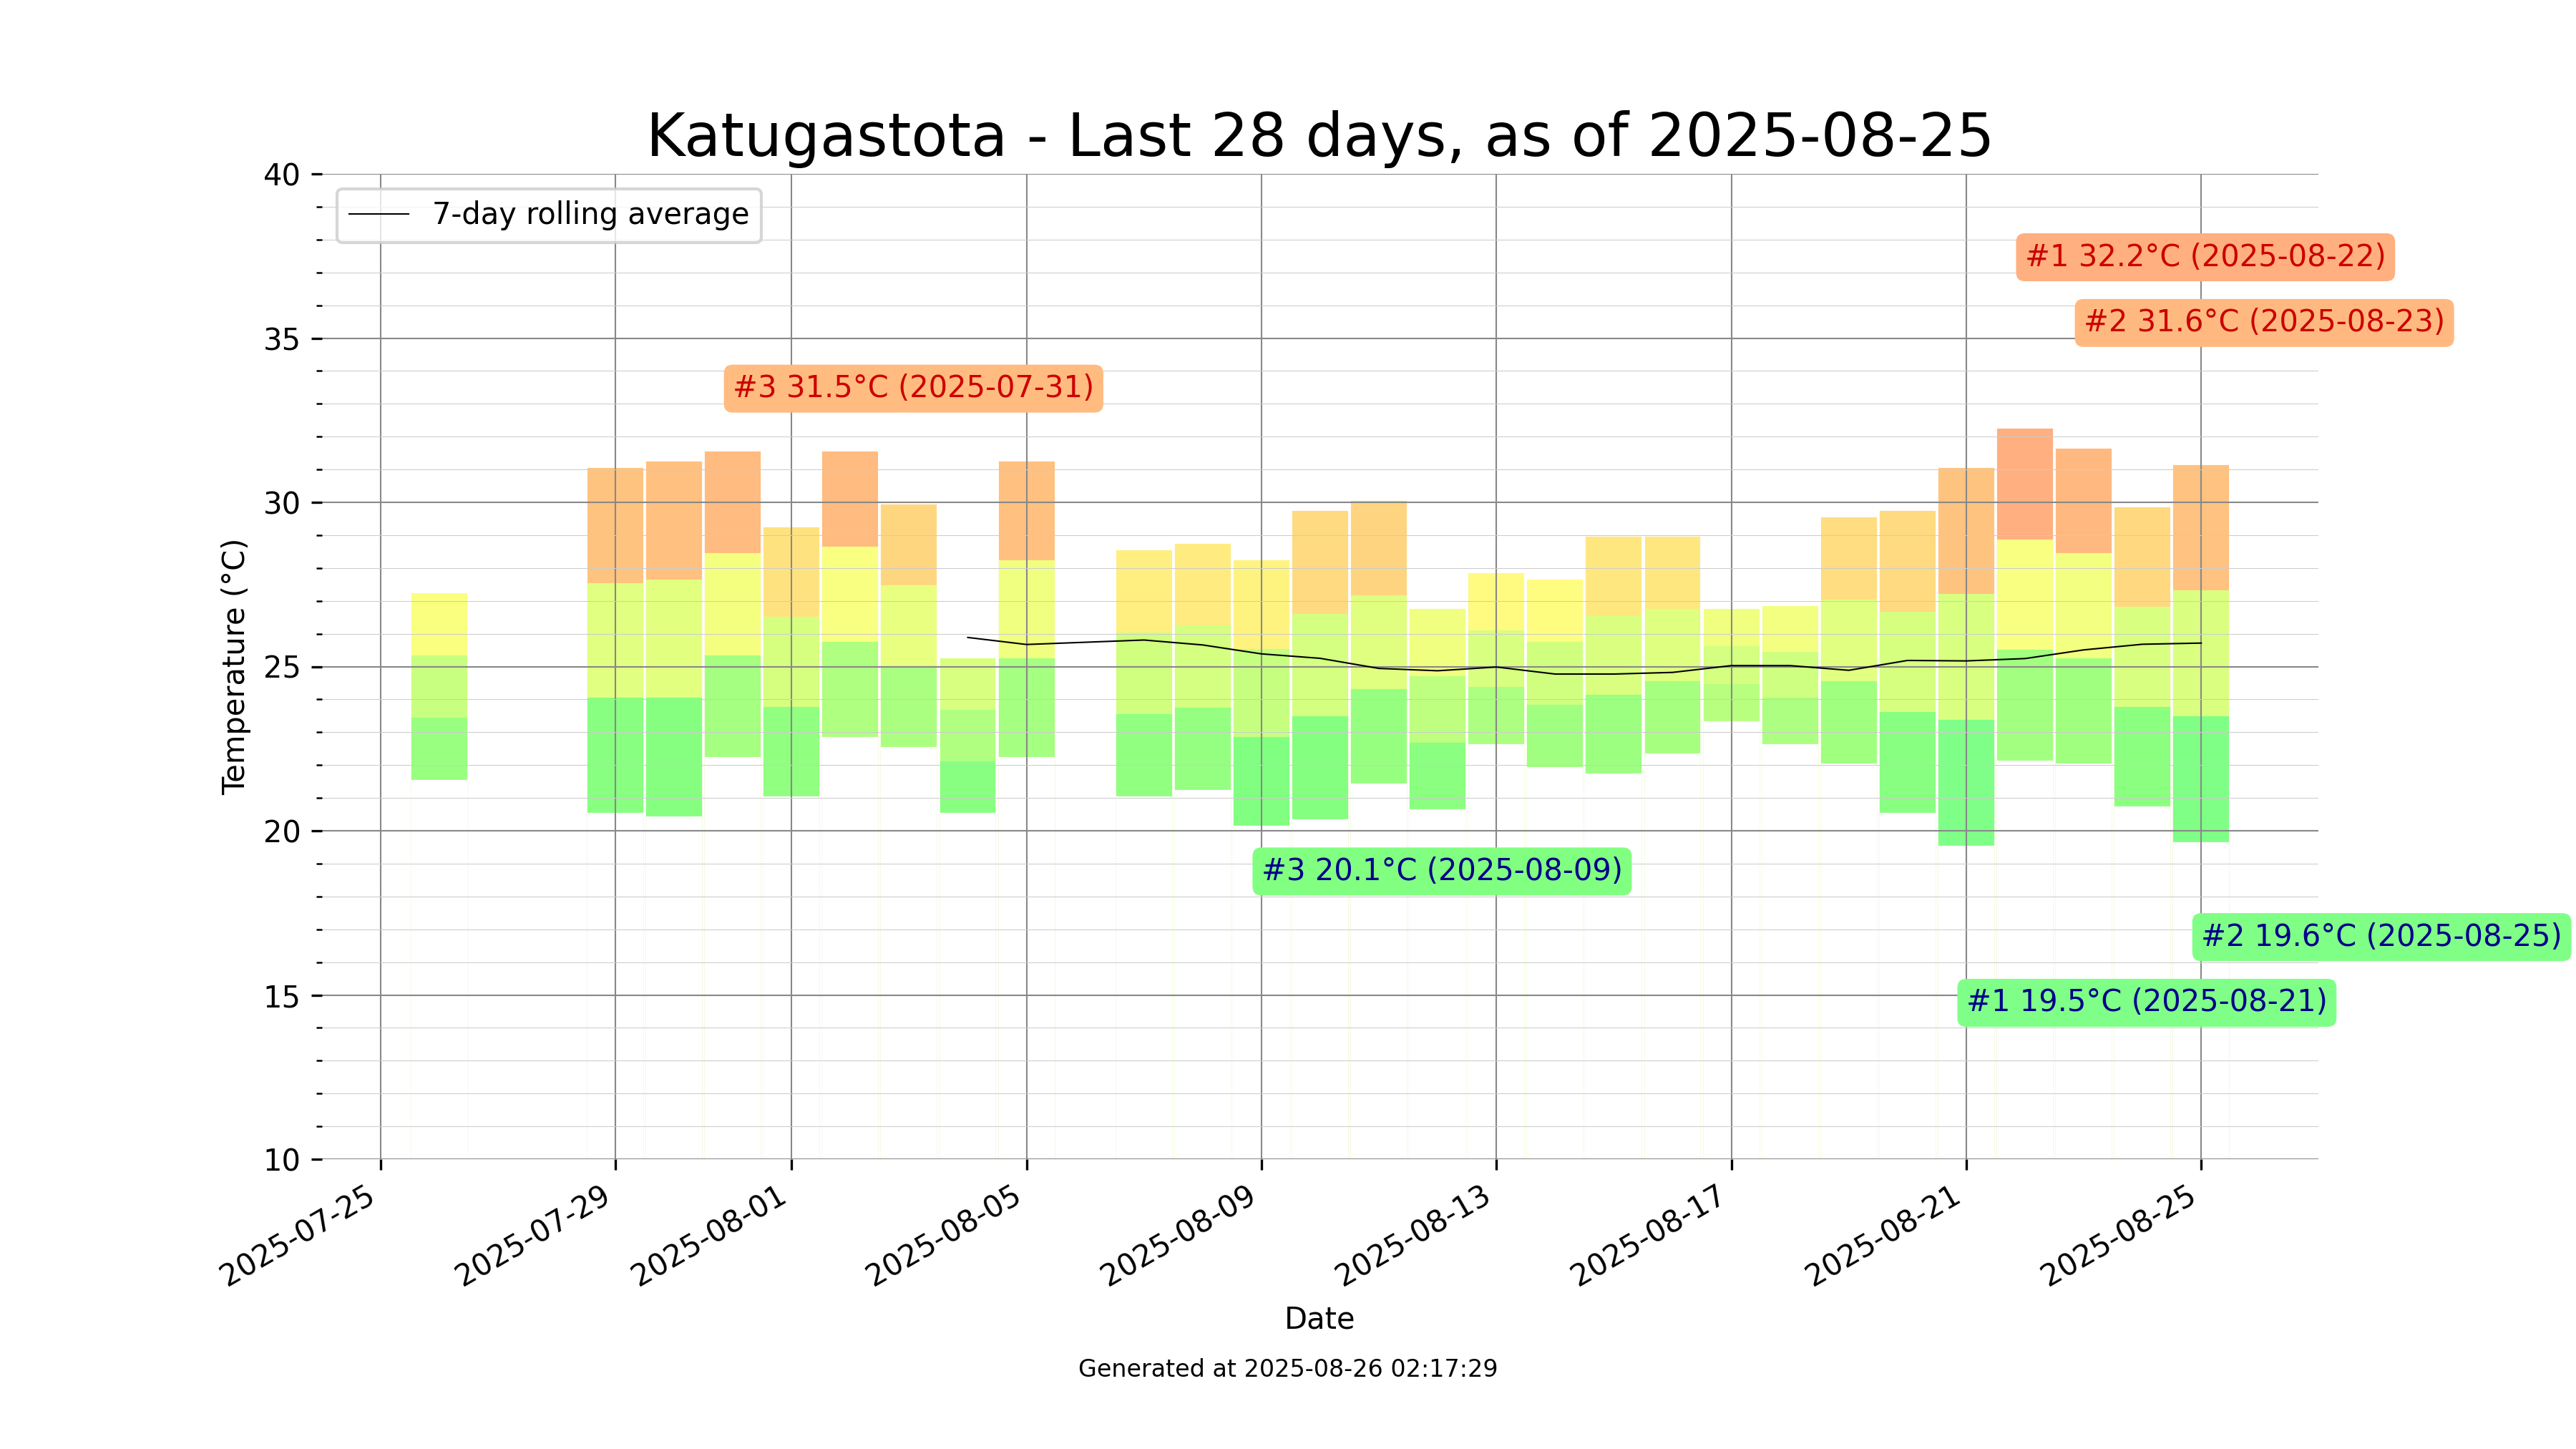 Katugastota - Last 28 days, as of 2025-08-25
7-day rolling average
#1 32.2°C (2025-08-22)
#2 31.6°C (2025-08-23)
#3 31.5°C (2025-07-31)
#3 20.1°C (2025-08-09)
#2 19.6°C (2025-08-25)
#1 19.5°C (2025-08-21)
Temperature (°C)
40
35
30
25
20
15
10
2025-07-25
2025-07-29
2025-08-01
2025-08-05
2025-08-09
2025-08-13
2025-08-17
2025-08-21
2025-08-25
Date
Generated at 2025-08-26 02:17:29